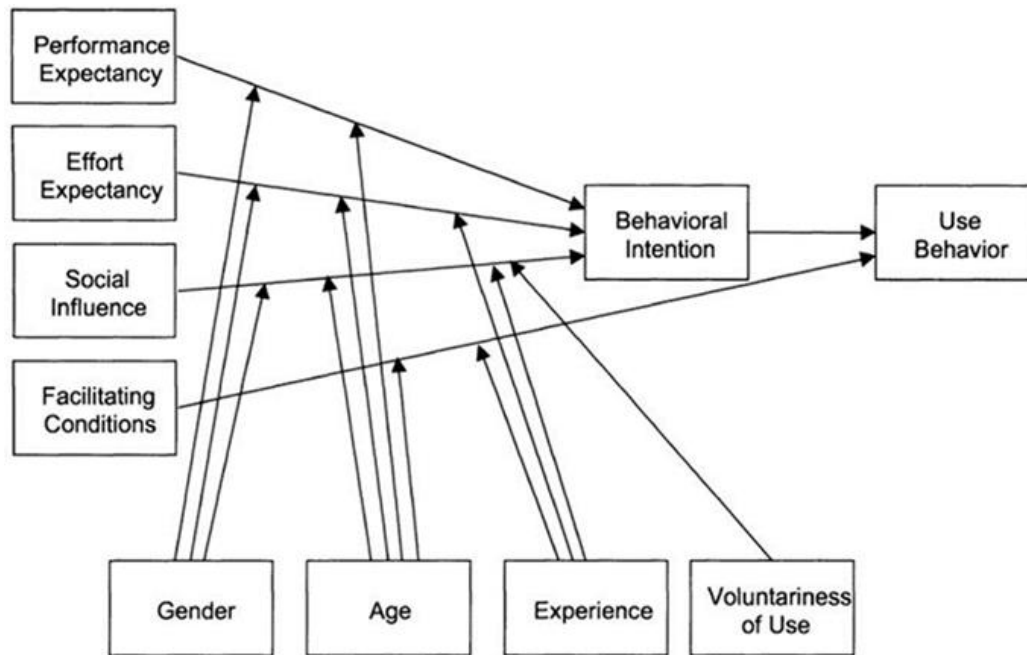 Performance
Expectancy
Effort
Expectancy
Social
Influence
Facilitating
Conditions
Behavioral
Intention
Use
Behavior
Gender
Age
Experience
Voluntariness
of Use